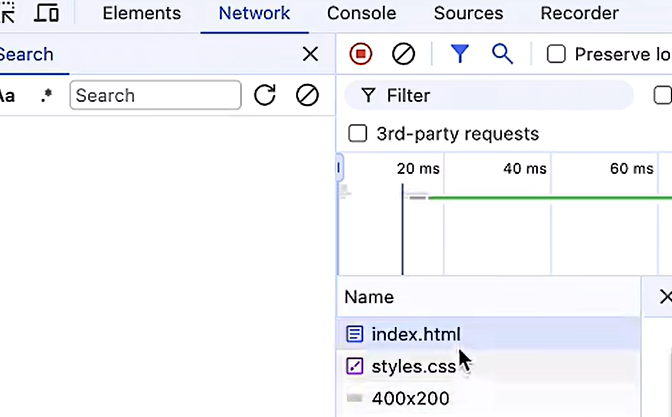 Elements Network Console Sources Recorder
Search
Preserve lo
Aa .* Search
Filter
3rd-party requests
20 ms 40 ms 60 ms
Name
index.html
styles.css
400x200